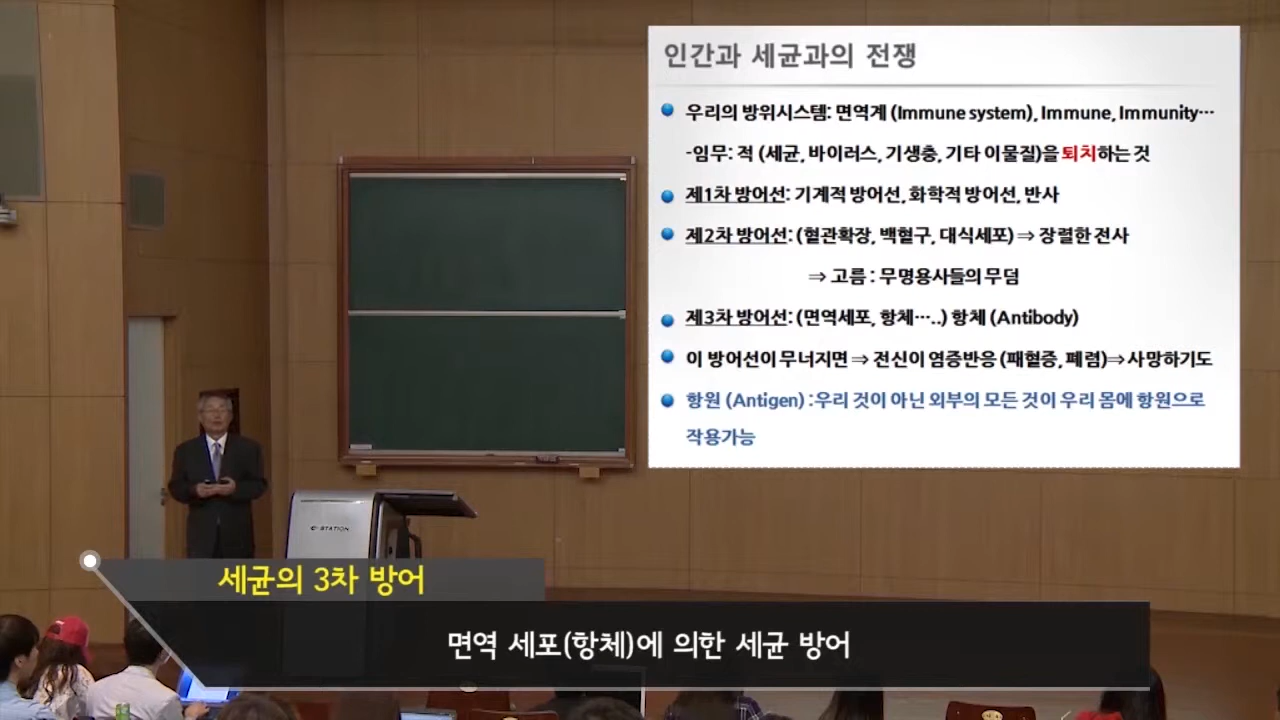 인간과 세균과의 전쟁
우리의 방위시스템: 면역계 (Immune system), Immune, Immunity…
-임무: 적 (세균, 바이러스, 기생충, 기타 이물질)을 퇴치하는 것
제1차 방어선: 기계적 방어선, 화학적 방어선, 반사
제2차 방어선: (혈관확장, 백혈구, 대식세포) ⇒ 장렬한 전사
⇒ 고름 : 무명용사들의 무덤
제3차 방어선: (면역세포, 항체…..) 항체 (Antibody)
이 방어선이 무너지면 ⇒ 전신이 염증반응 (패혈증, 폐렴)⇒ 사망하기도
항원 (Antigen) :우리 것이 아닌 외부의 모든 것이 우리 몸에 항원으로
작용가능
STATION
세균의 3차 방어
면역 세포(항체)에 의한 세균 방어